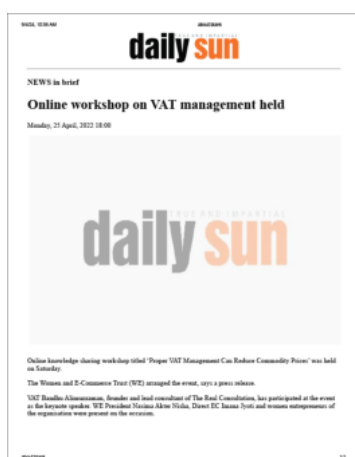 daily sun
NEWS in brief
Online workshop on VAT management held
Monday, 25 April, 2022 18:00
TRUE AND IMPARTIAL
daily sun
Online knowledge sharing workshop titled 'Proper VAT Management Can Reduce Commodity Prices' was held
on Saturday.
The Women and E-Commerce Trust (WE) arranged the event, says a press release.
VAT Bandhu Alimuzzaman, founder and lead consultant of The Real Consultation, has participated at the event
as the keynote speaker. WE President Nasima Akter Nisha, Direct EC Imana Jyoti and women entrepreneurs of
the organisation were present on the occasion.